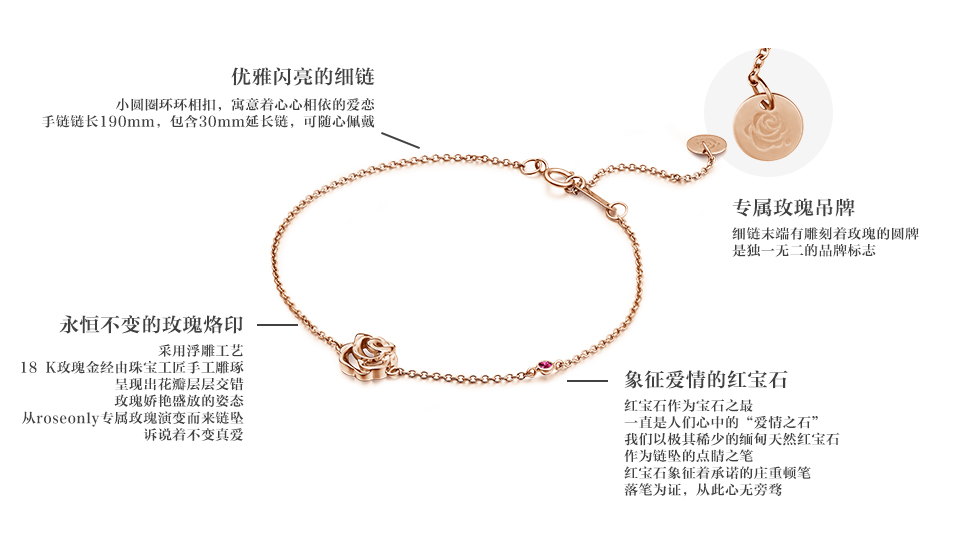 优雅闪亮的细链
小圆圈环环相扣，寓意着心心相依的爱恋
手链链长190mm，包含30mm延长链，可随心佩戴
专属玫瑰吊牌
细链末端有雕刻着玫瑰的圆牌
是独一无二的品牌标志
永恒不变的玫瑰烙印
采用浮雕工艺
18 K玫瑰金经由珠宝工匠手工雕琢
呈现出花瓣层层交错
玫瑰娇艳盛放的姿态
从roseonly专属玫瑰演变而来链坠
诉说着不变真爱
象征爱情的红宝石
红宝石作为宝石之最
一直是人们心中的“爱情之石”
我们以极其稀少的缅甸天然红宝石
作为链坠的点睛之笔
红宝石象征着承诺的庄重顿笔
落笔为证，从此心无旁骛